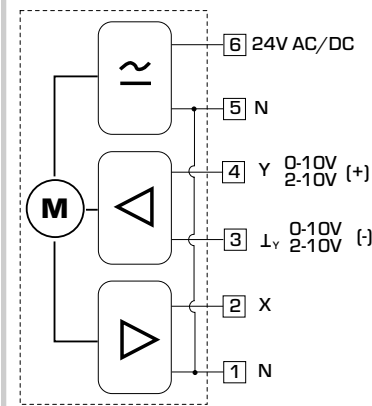 6 24V AC/DC
5 N
M
4 Y 0-10V 2-10V (+)
3 ⊥Y 0-10V 2-10V (-)
2 X
1 N